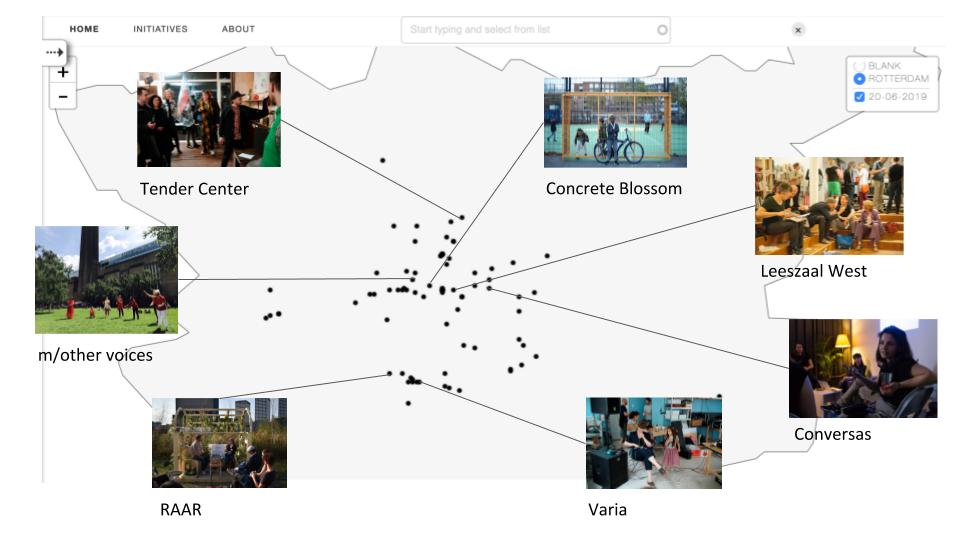 HOME INITIATIVES ABOUT Start typing and select from list
BLANK
ROTTERDAM
20-06-2019
Tender Center
Concrete Blossom
Leeszaal West
m/other voices
Conversas
RAAR
Varia